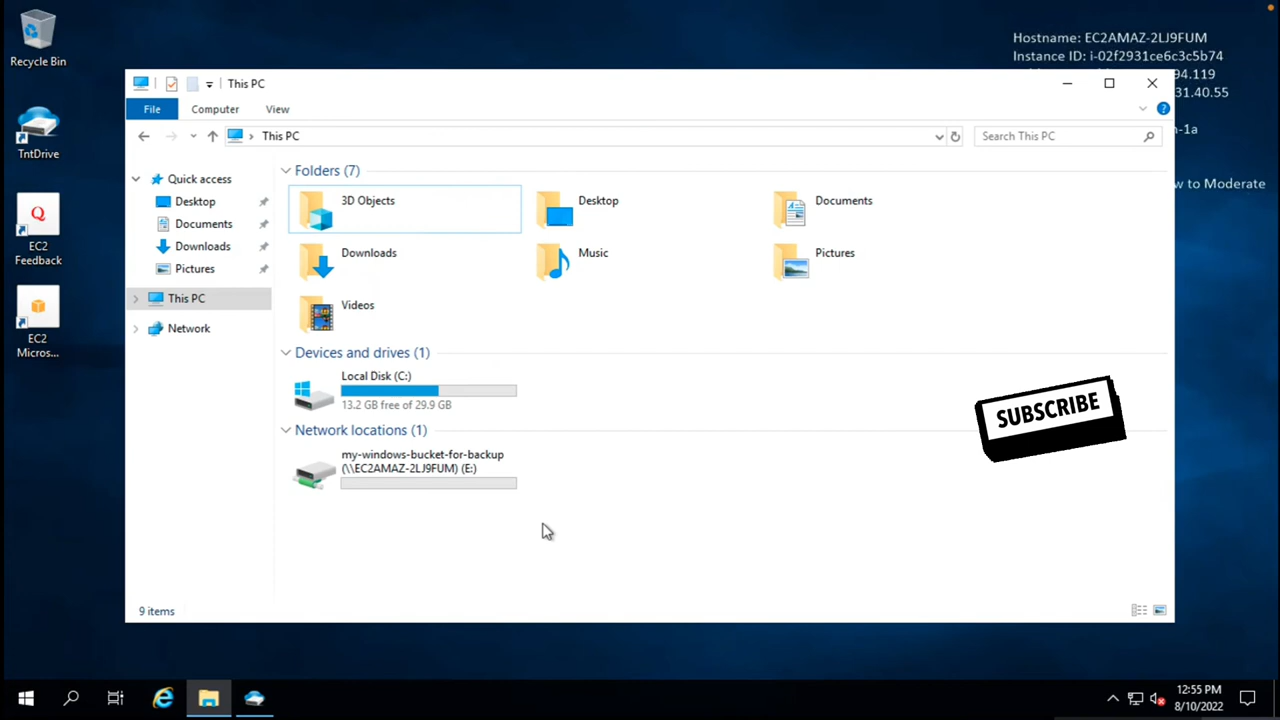 Recycle Bin
TntDrive
EC2
Feedback
EC2
Micros...
Hostname: EC2AMAZ-2LJ9FUM
Instance ID: i-02f2931ce6c3c5b74
94.119
31.40.55
n-1a
w to Moderate
This PC
File
Computer
View
This PC
Search This PC
Quick access
Desktop
Documents
Downloads
Pictures
This PC
Network
Folders (7)
3D Objects
Desktop
Documents
Downloads
Music
Pictures
Videos
Devices and drives (1)
Local Disk (C:)
13.2 GB free of 29.9 GB
Network locations (1)
my-windows-bucket-for-backup
(\\EC2AMAZ-2LJ9FUM) (E:)
SUBSCRIBE
9 items
12:55 PM
8/10/2022